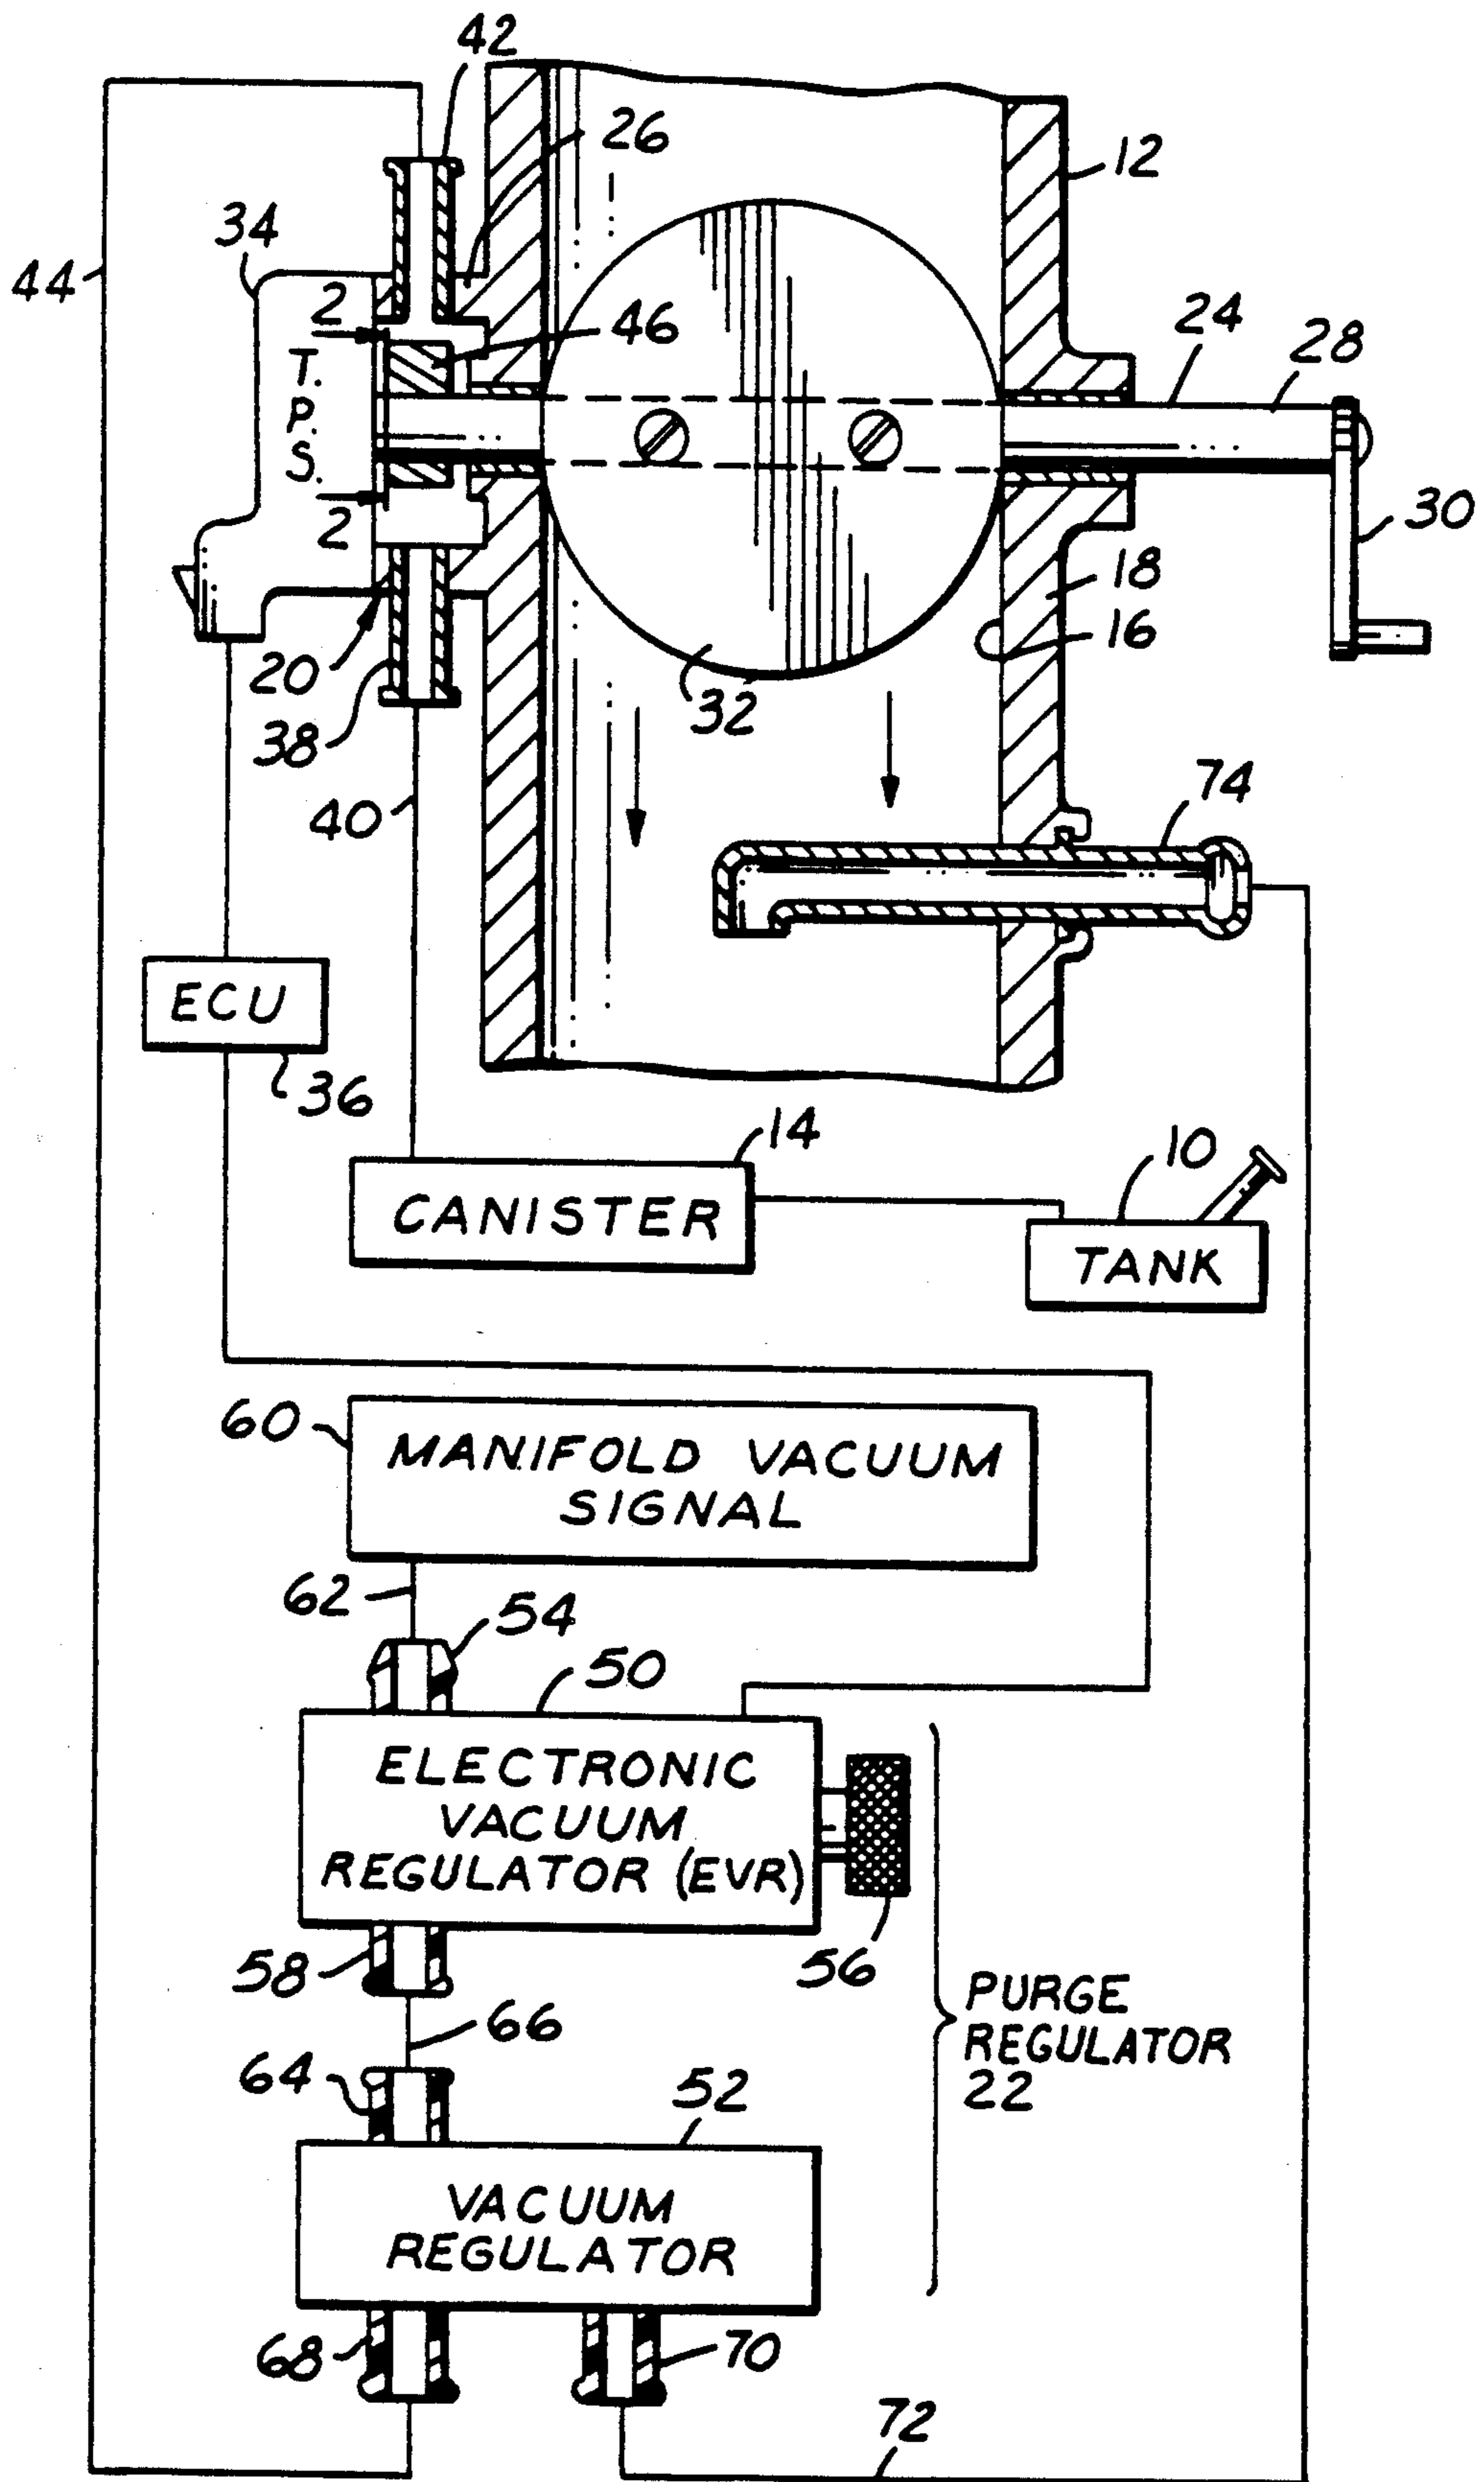 42
26
12
34
44
2
46
24
28
T.
P.
S.
30
2
18
16
20
32
38
74
40
ECU
36
14
10
CANISTER
TANK
60
MANIFOLD VACUUM
SIGNAL
62
54
50
ELECTRONIC
VACUUM
REGULATOR (EVR)
58
56
66
PURGE
REGULATOR
22
64
52
VACUUM
REGULATOR
68
70
72